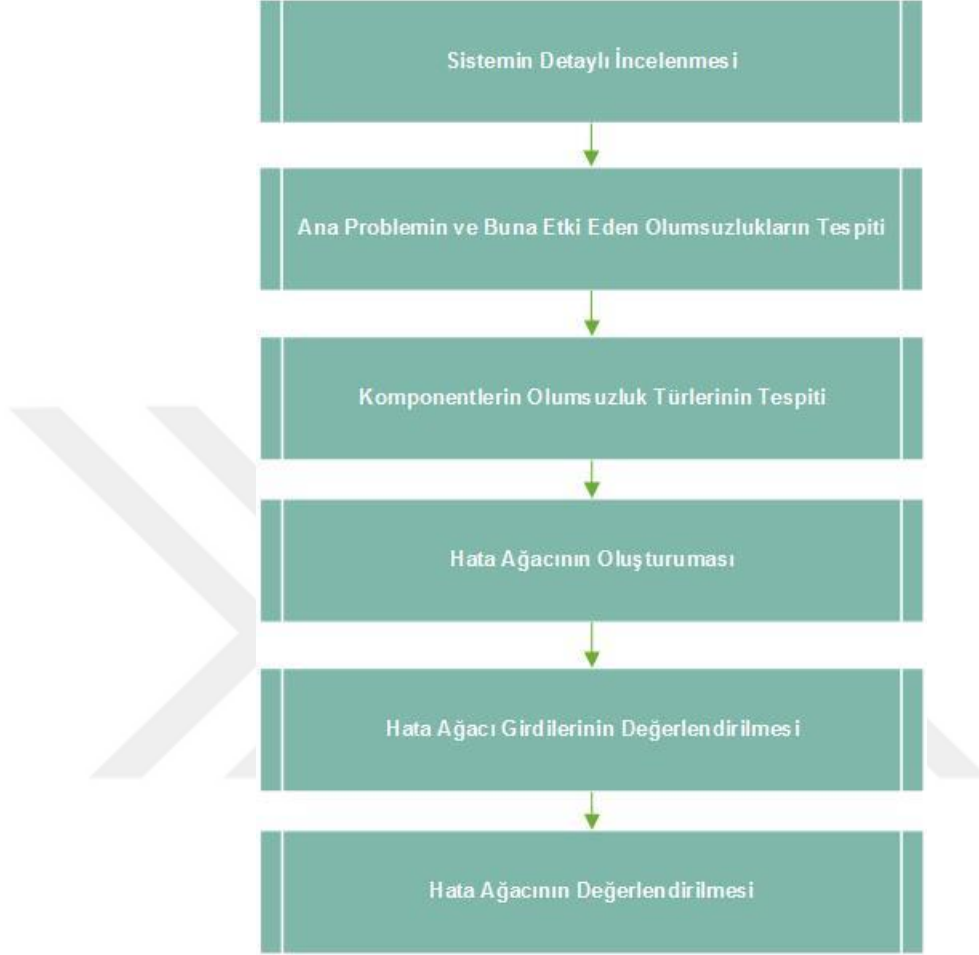 Sistemin Detaylı İncelenmesi
Ana Problemin ve Buna Etki Eden Olumsuzlukların Tespiti
Komponentlerin Olumsuzluk Türlerinin Tespiti
Hata Ağacının Oluşturuması
Hata Ağacı Girdilerinin Değerlendirilmesi
Hata Ağacının Değerlendirilmesi